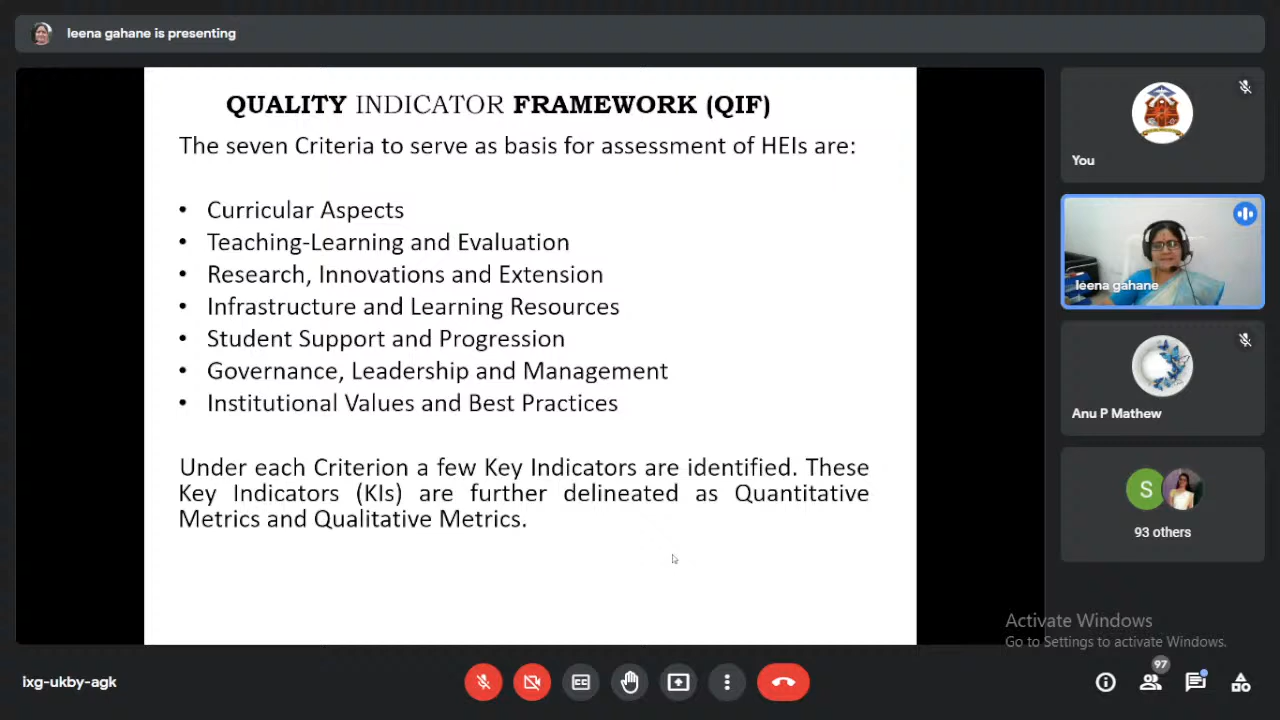 leena gahane is presenting
QUALITY INDICATOR FRAMEWORK (QIF)
The seven Criteria to serve as basis for assessment of HEIs are:
• Curricular Aspects
• Teaching-Learning and Evaluation
• Research, Innovations and Extension
• Infrastructure and Learning Resources
• Student Support and Progression
• Governance, Leadership and Management
• Institutional Values and Best Practices
Under each Criterion a few Key Indicators are identified. These
Key Indicators (KIs) are further delineated as Quantitative
Metrics and Qualitative Metrics.
You
leena gahane
Anu P Mathew
S
93 others
Activate Windows
Go to Settings to activate Windows.
ixg-ukby-agk
97